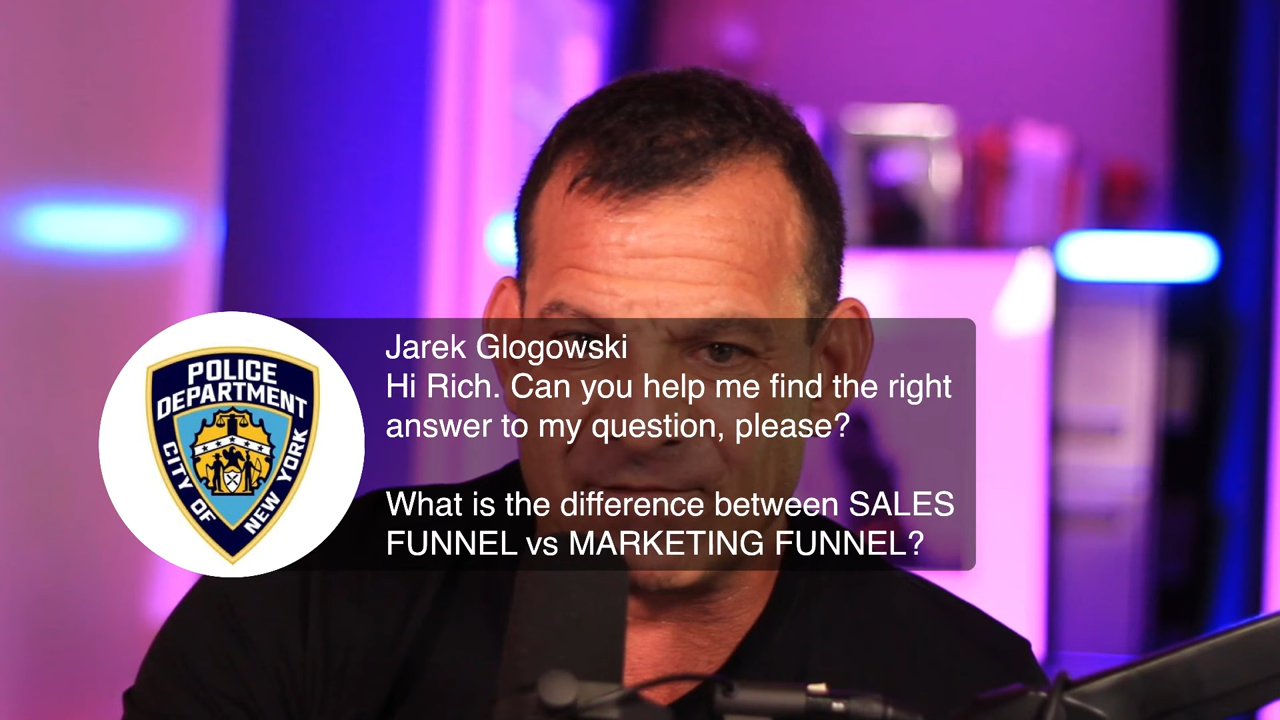 POLICE
DEPARTMENT
CITY OF
NEW YORK
Jarek Glogowski
Hi Rich. Can you help me find the right
answer to my question, please?
What is the difference between SALES
FUNNEL vs MARKETING FUNNEL?